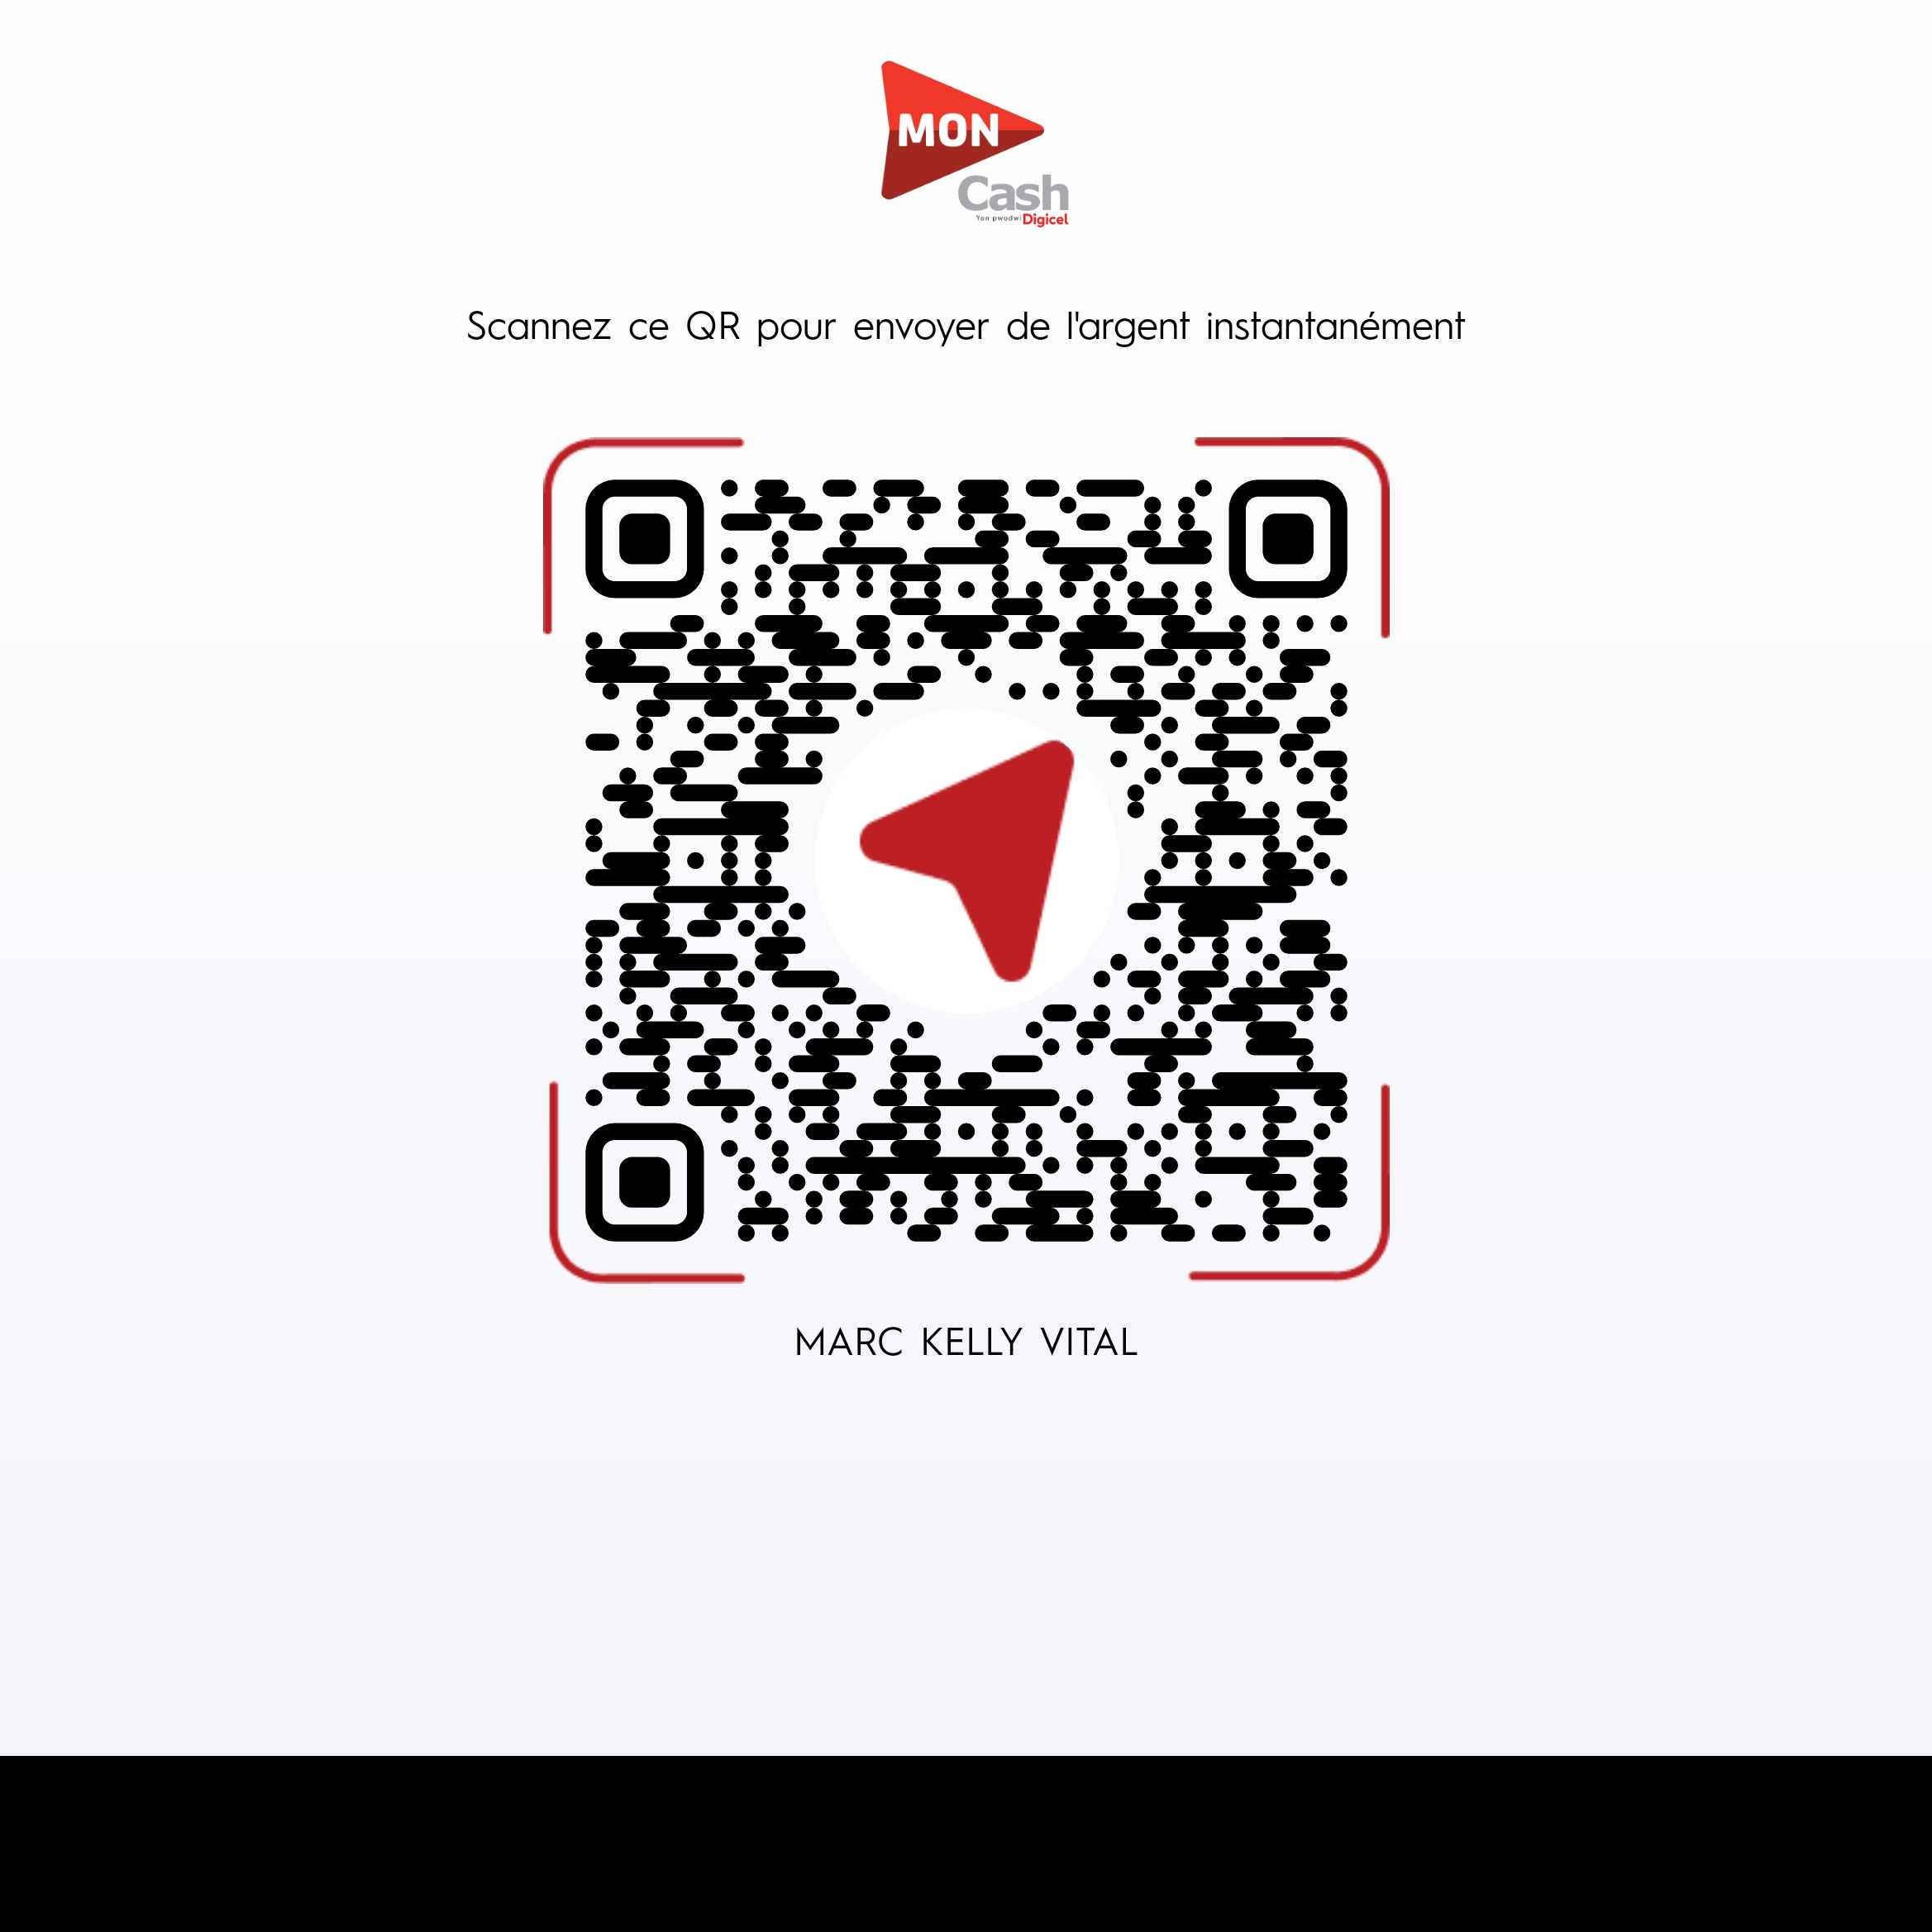 MON
Cash
Yon pwodwi Digicel
Scannez ce QR pour envoyer de l'argent instantanément
MARC KELLY VITAL